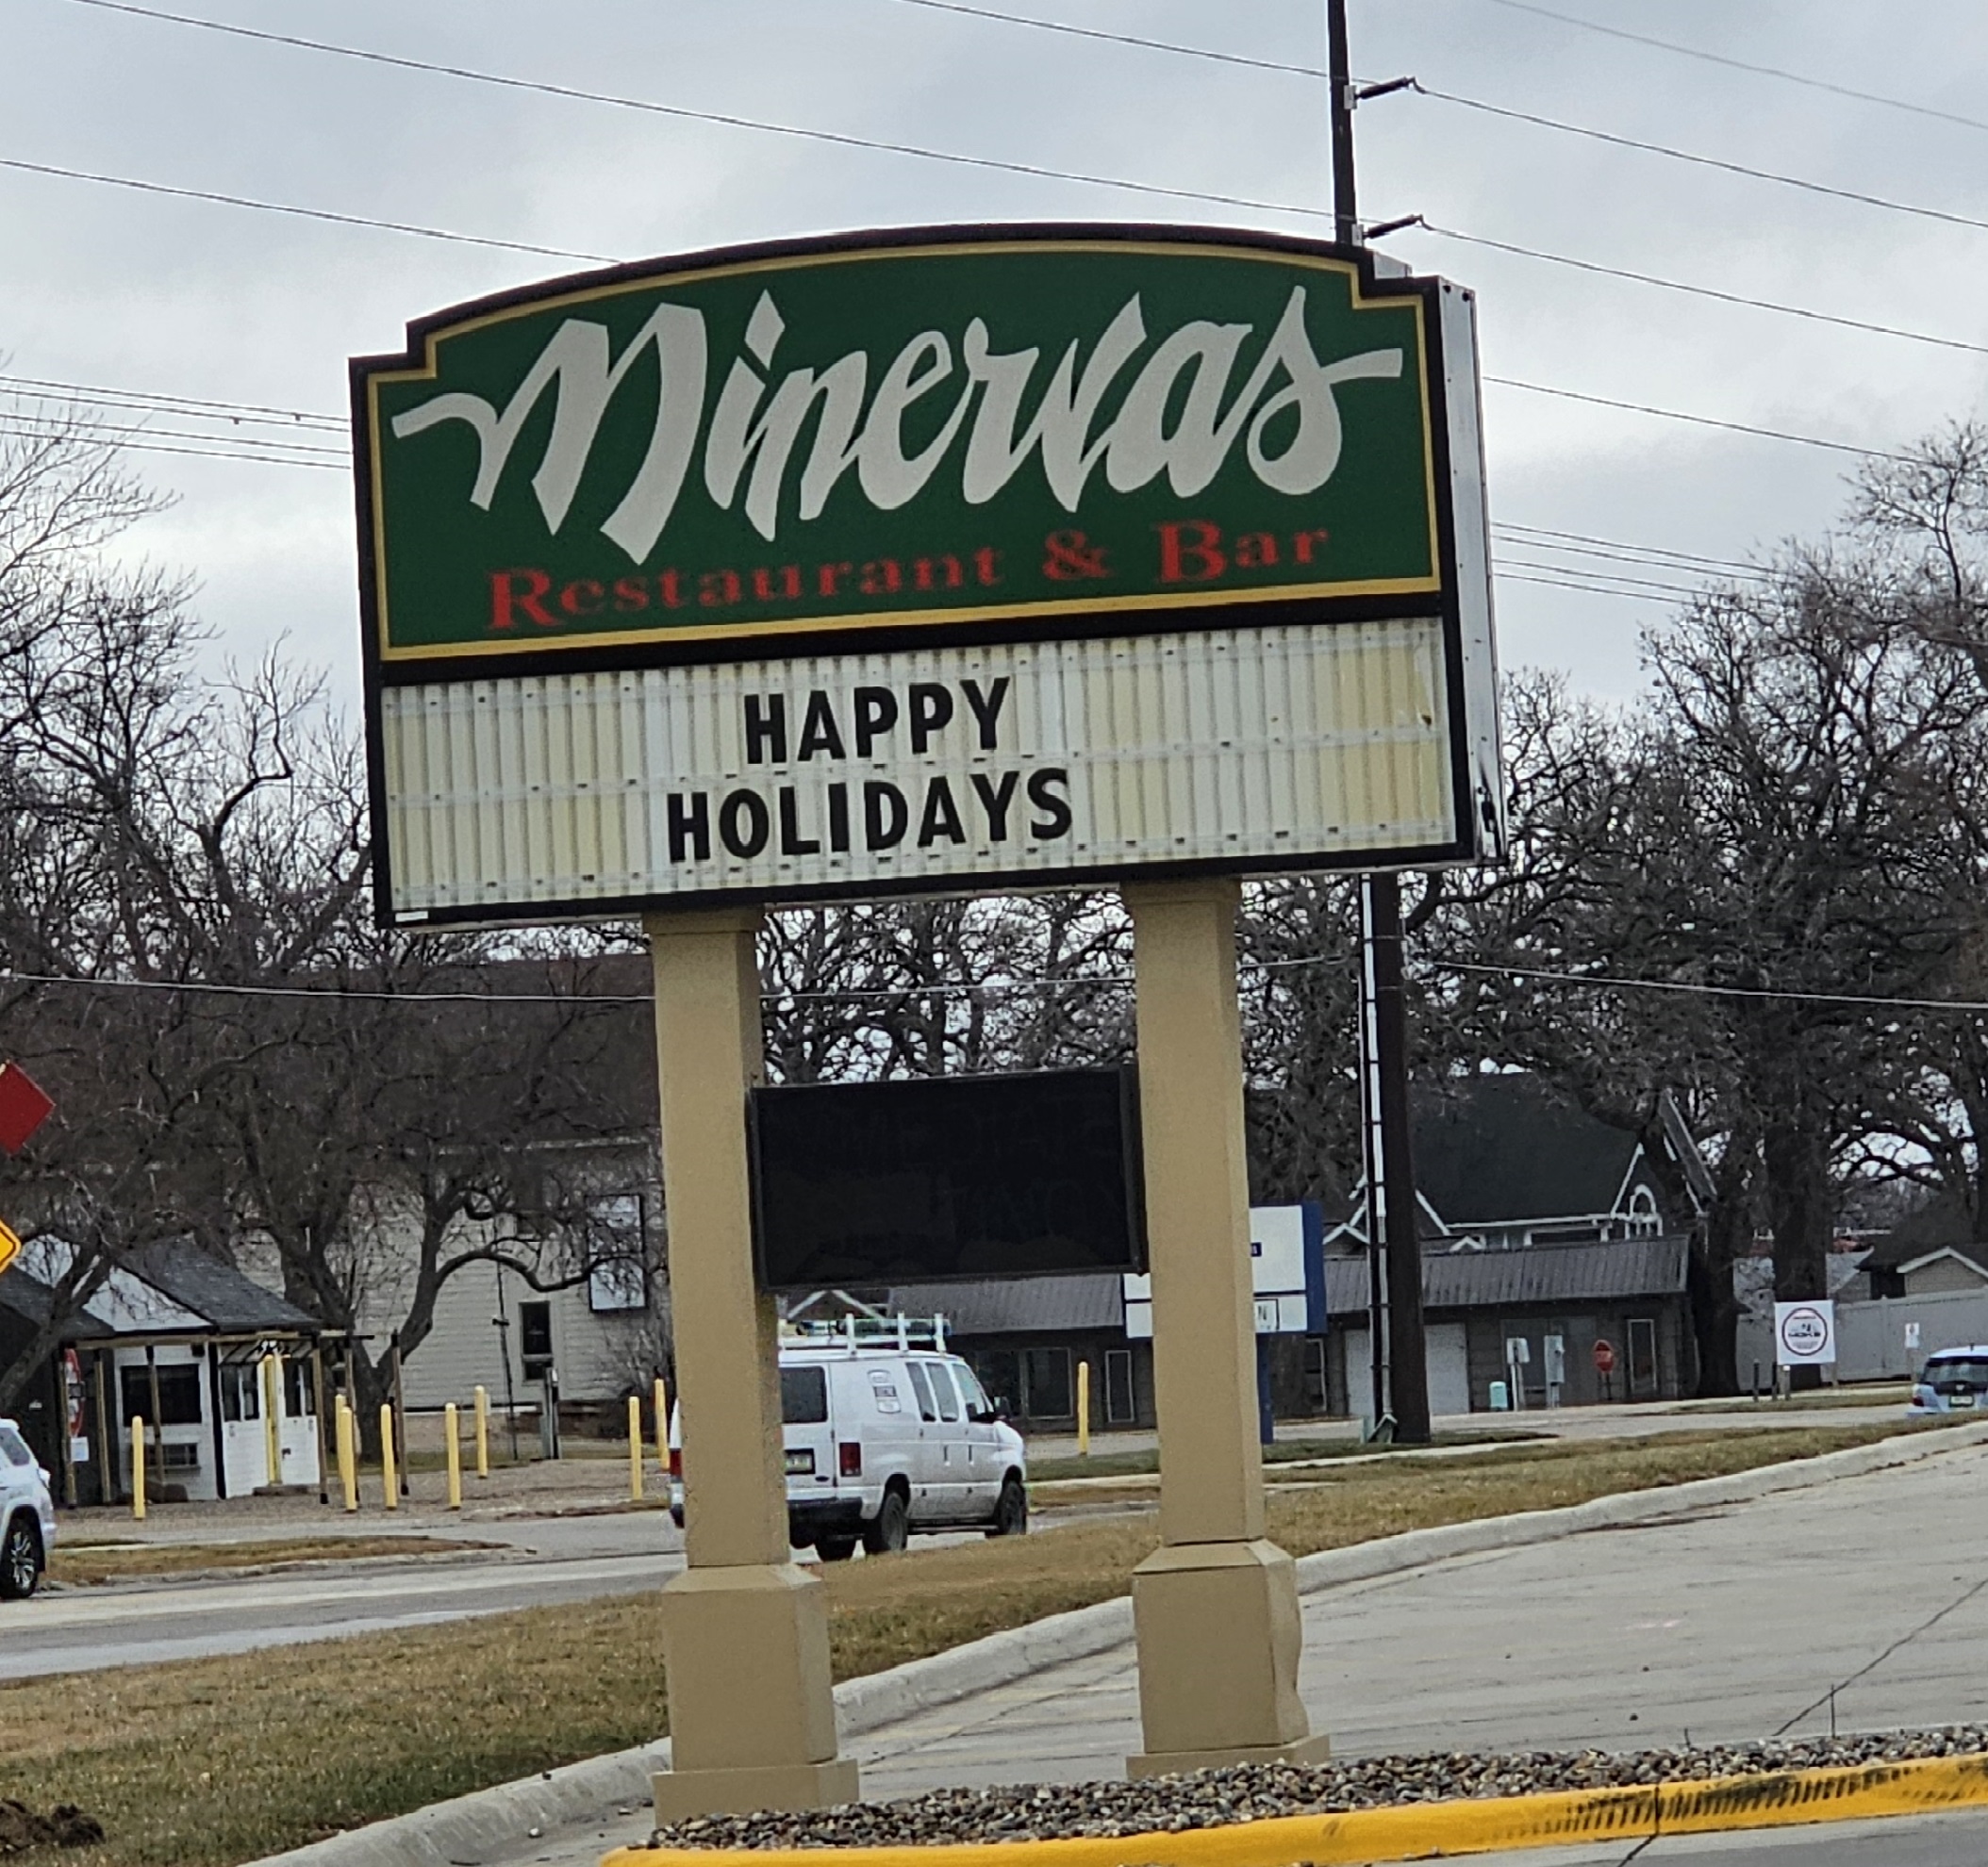 Minervas
Restaurant & Bar
HAPPY
HOLIDAYS